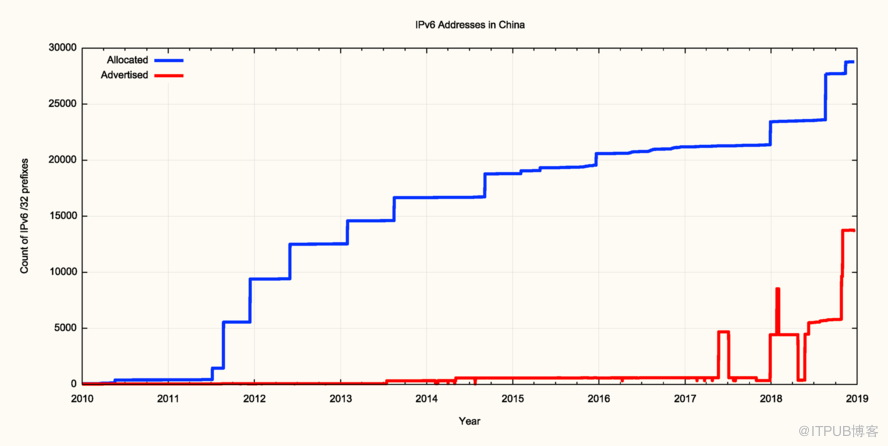 IPv6 Addresses in China
Allocated
Advertised
Count of IPv6 /32 prefixes
30000
25000
20000
15000
10000
5000
0
2010 2011 2012 2013 2014 2015 2016 2017 2018 2019
Year
@ITPUB博客